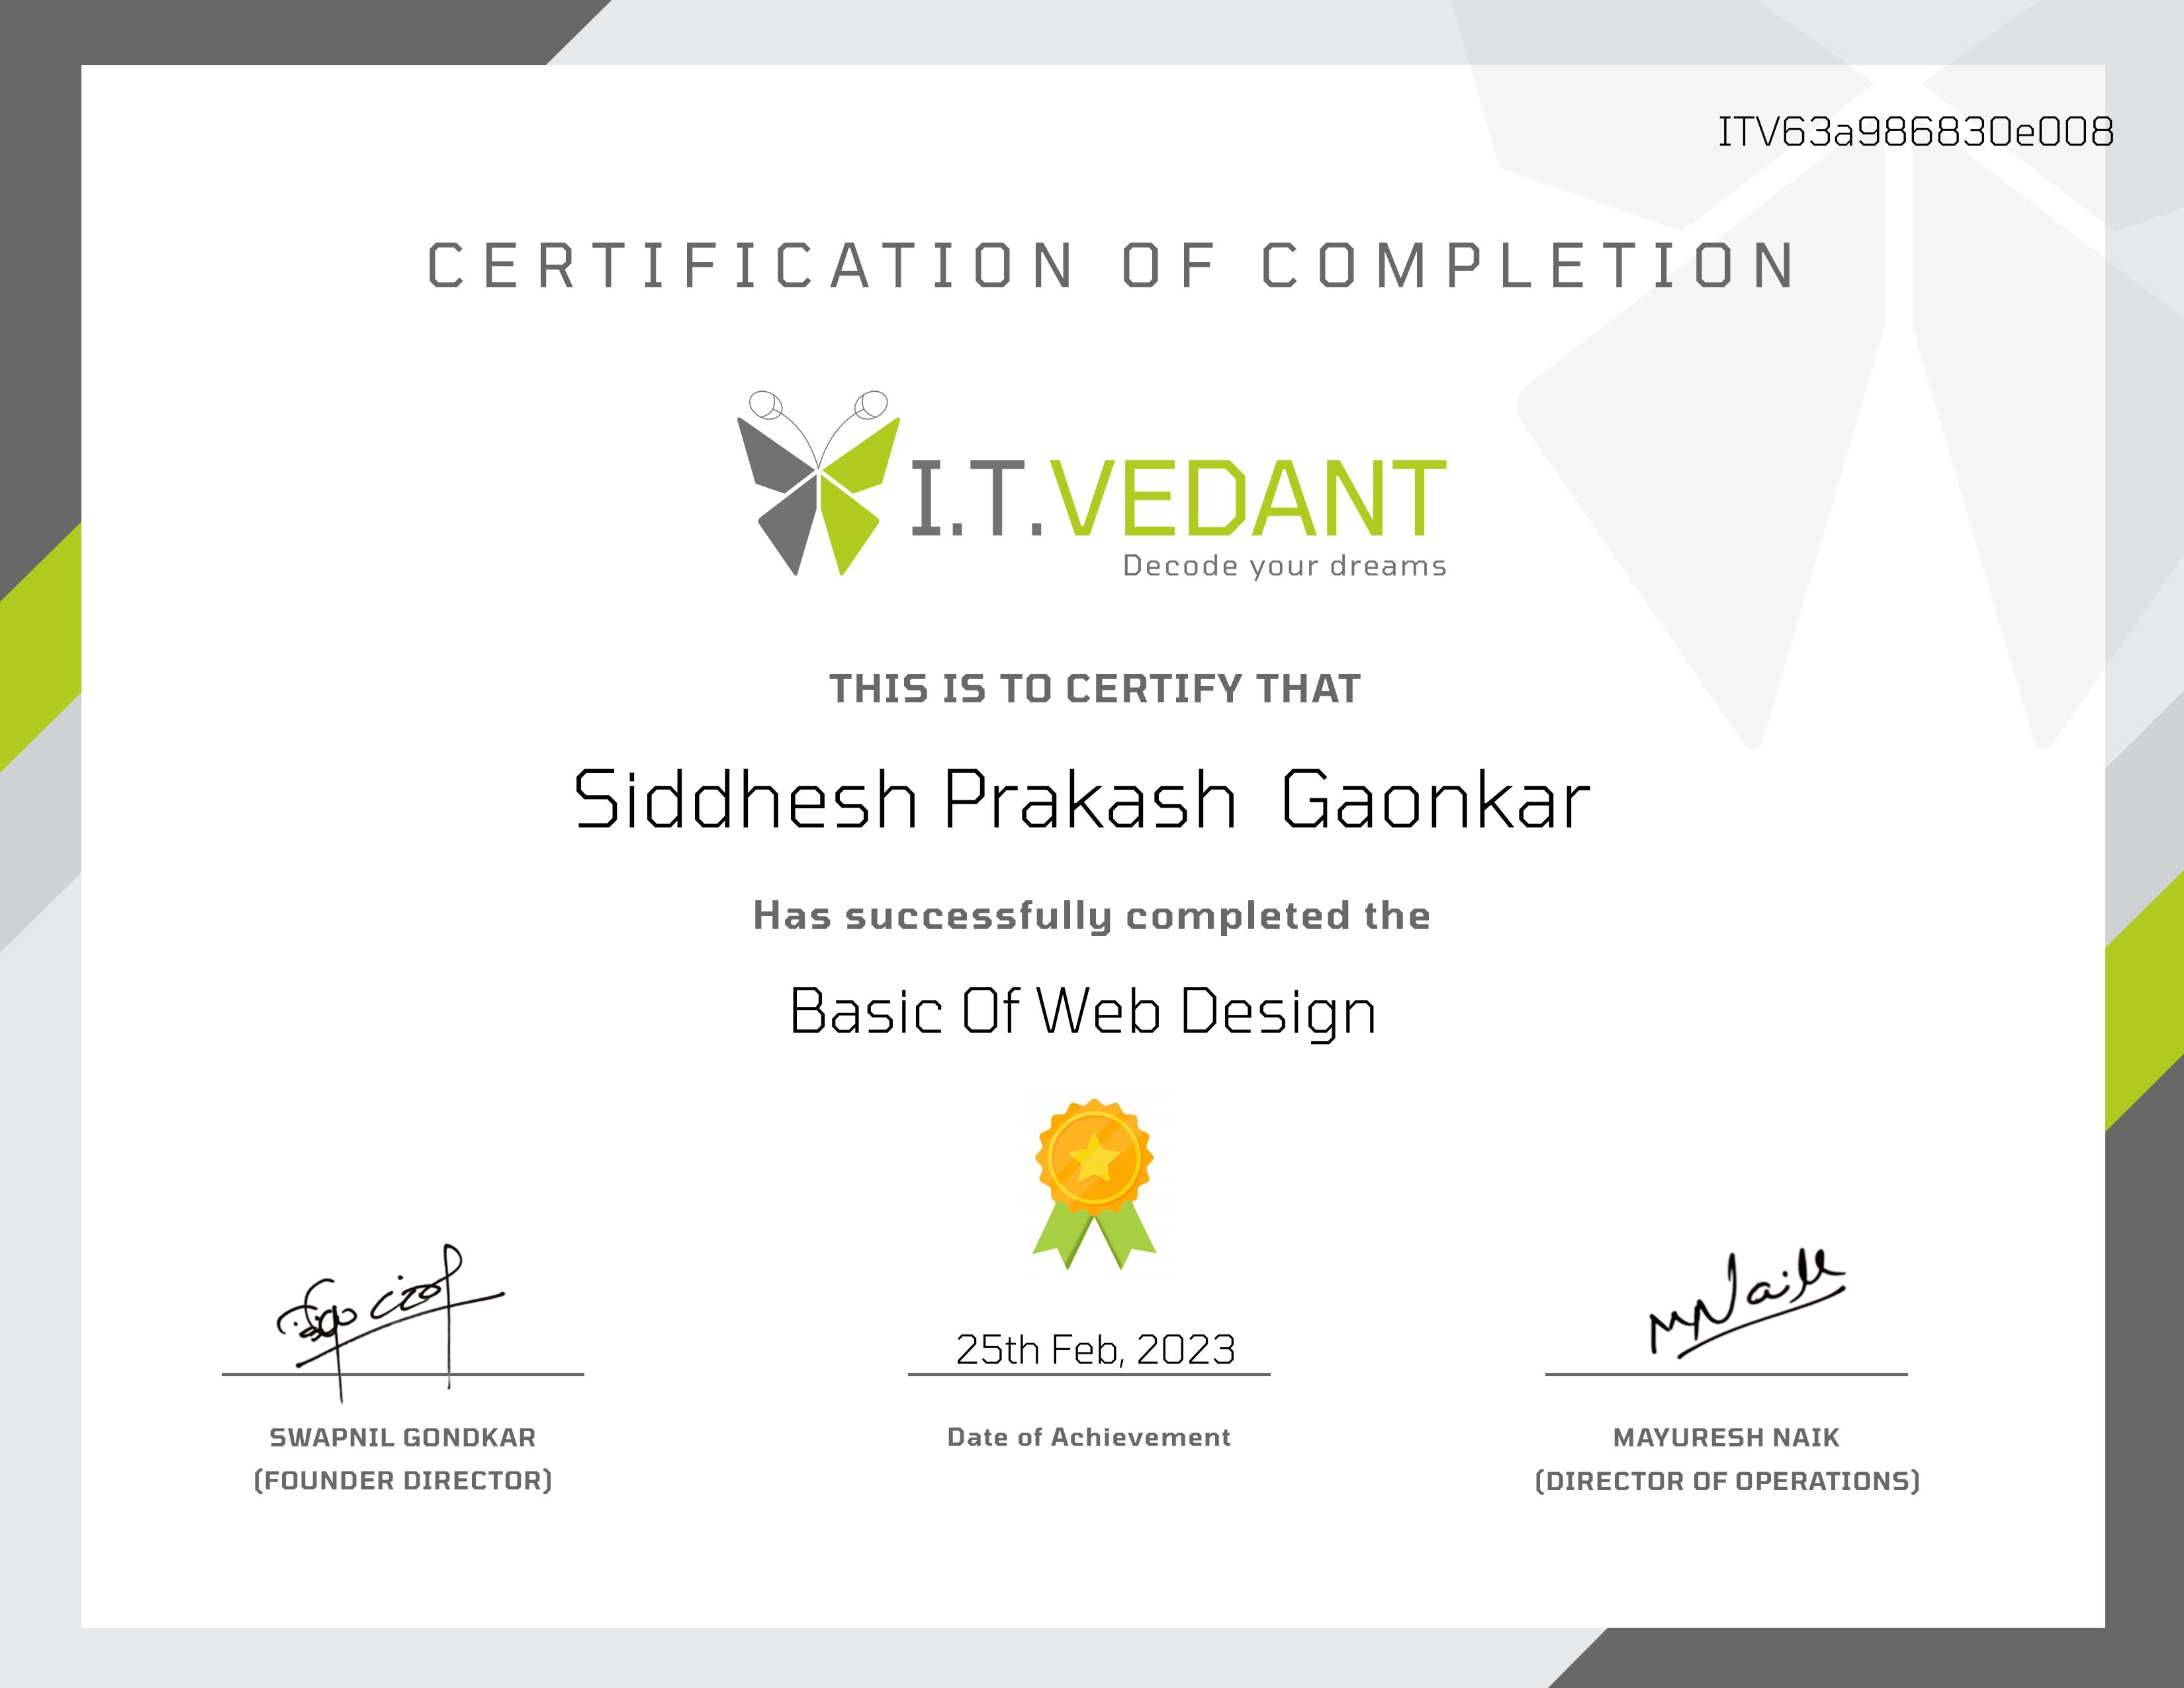 ITV63a986830e008
CERTIFICATION OF COMPLETION
I.T.VEDANT
Decode your dreams
THIS IS TO CERTIFY THAT
Siddhesh Prakash Gaonkar
Has successfully completed the
Basic Of Web Design
25th Feb, 2023
SWAPNIL GONDKAR
(FOUNDER DIRECTOR)
Date of Achievement
MAYURESH NAIK
(DIRECTOR OF OPERATIONS)